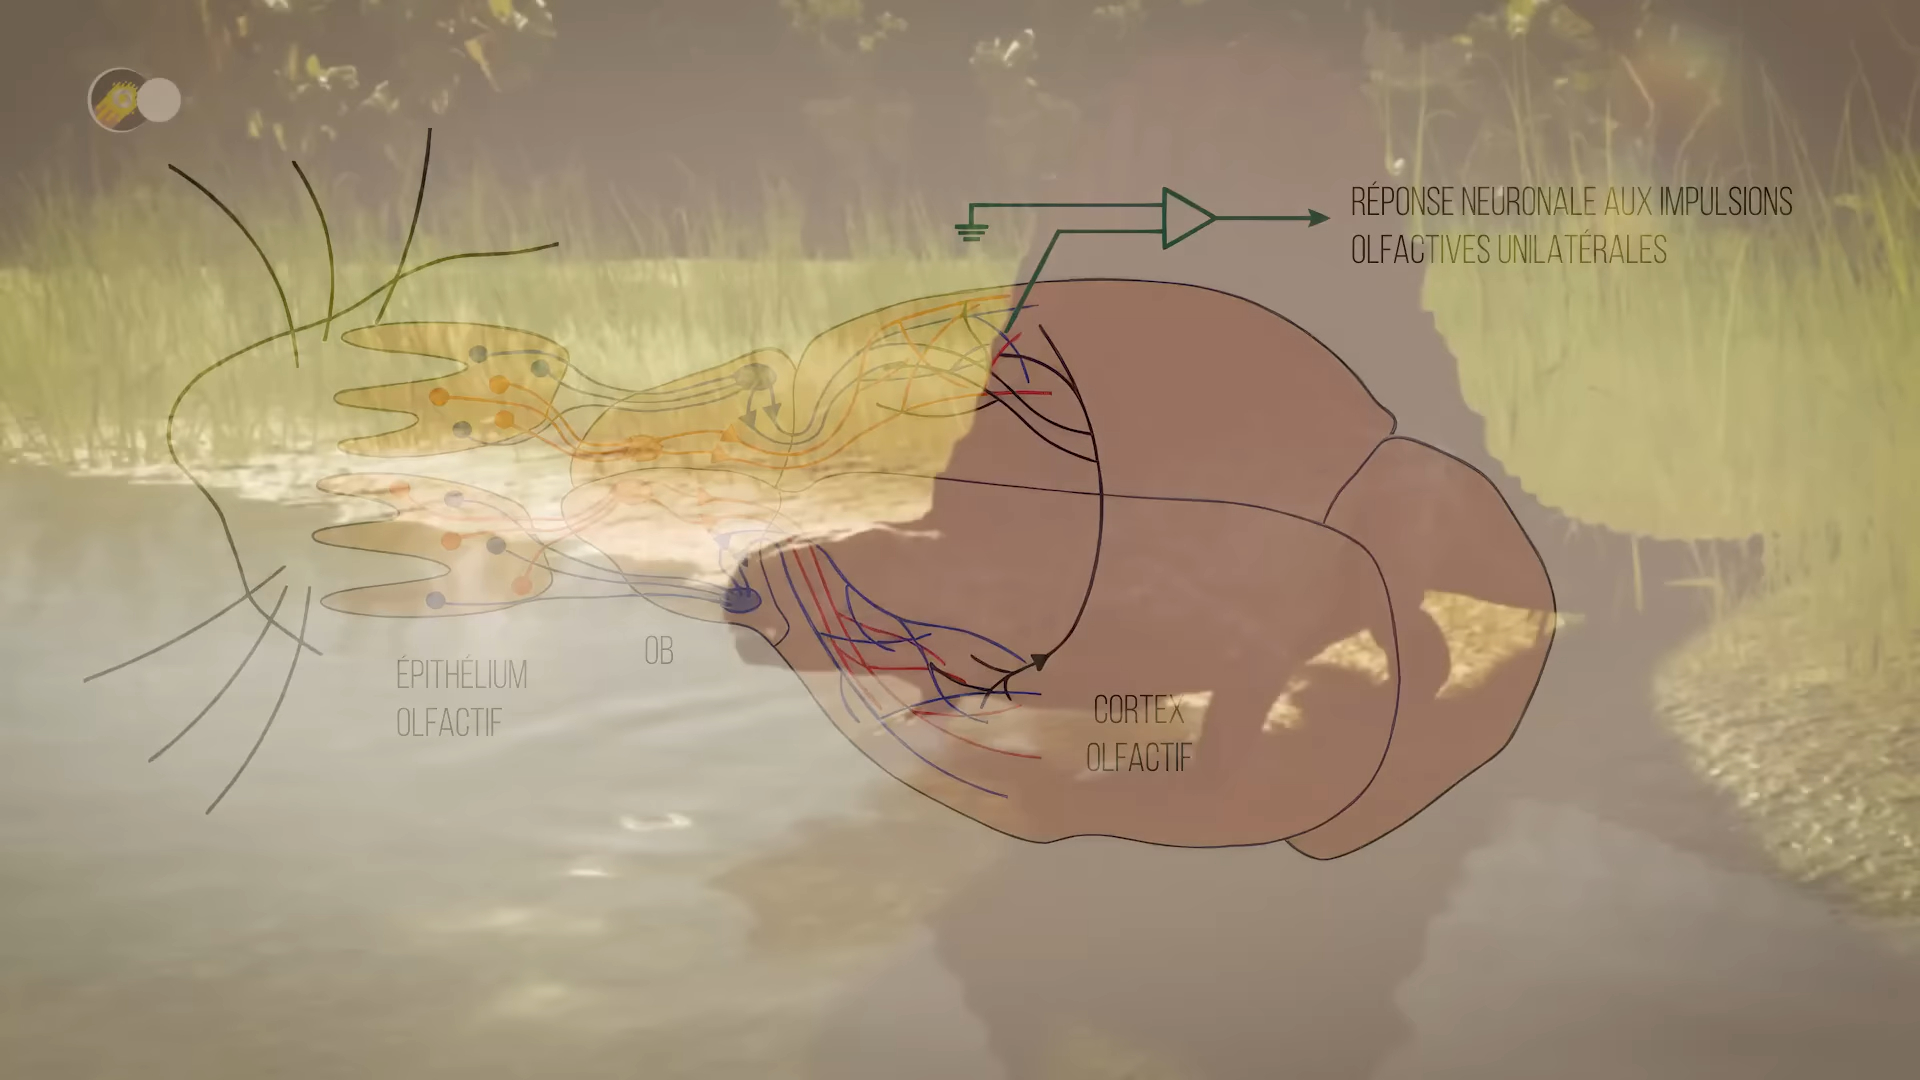 RÉPONSE NEURONALE AUX IMPULSIONS
OLFACTIVES UNILATÉRALES
OB
ÉPITHÉLIUM
OLFACTIF
CORTEX
OLFACTIF